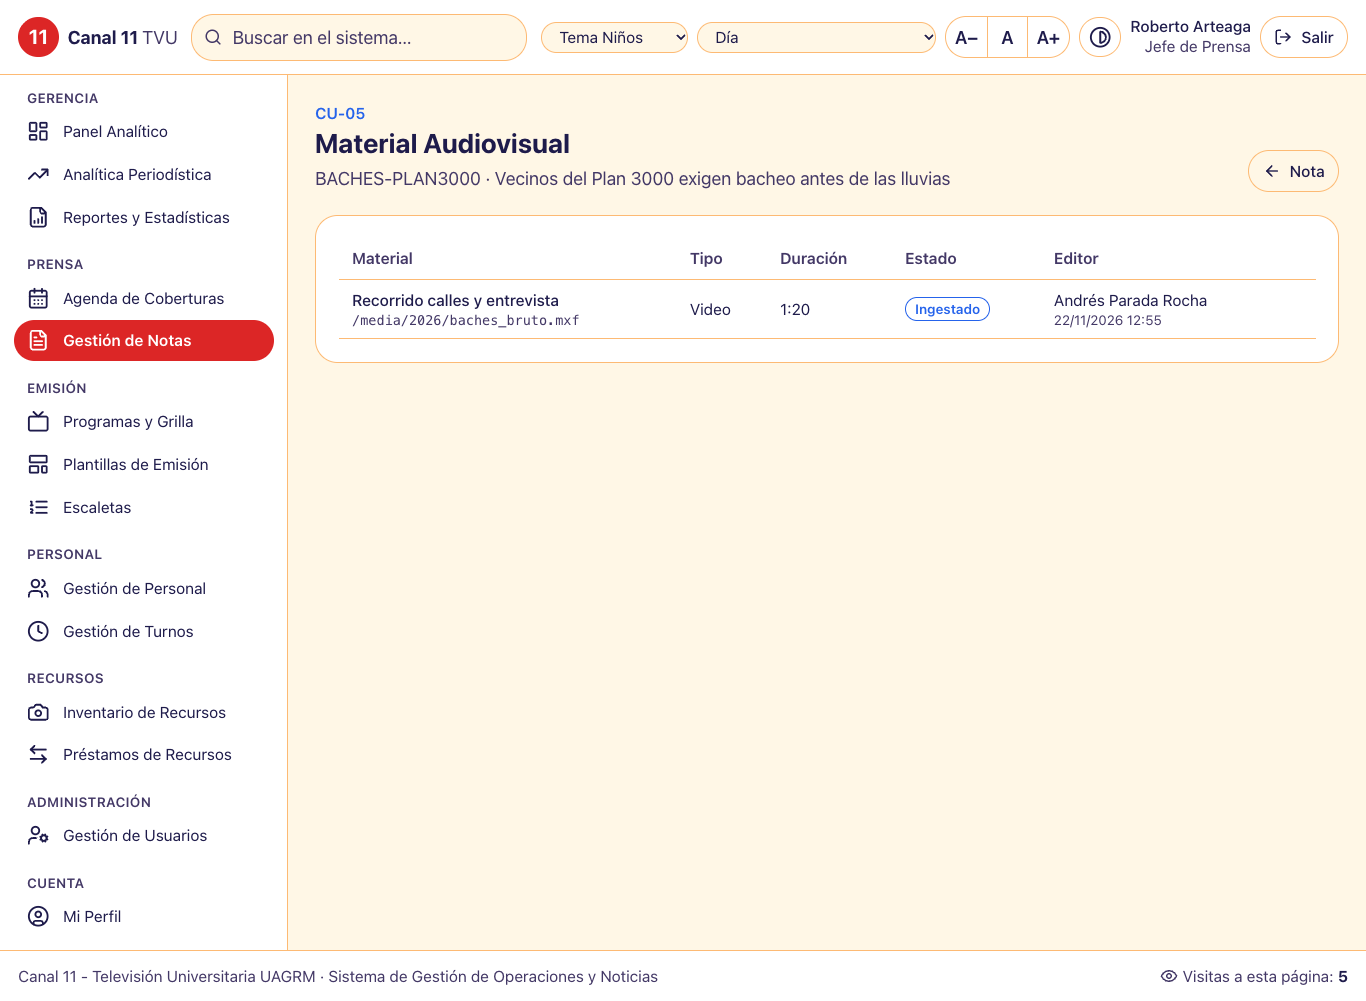 11 Canal 11 TVU
Buscar en el sistema...
Tema Niños
Día
A− A A+
Roberto Arteaga
Jefe de Prensa
Salir
GERENCIA
Panel Analítico
Analítica Periodística
Reportes y Estadísticas
PRENSA
Agenda de Coberturas
Gestión de Notas
EMISIÓN
Programas y Grilla
Plantillas de Emisión
Escaletas
PERSONAL
Gestión de Personal
Gestión de Turnos
RECURSOS
Inventario de Recursos
Préstamos de Recursos
ADMINISTRACIÓN
Gestión de Usuarios
CUENTA
Mi Perfil
CU-05
Material Audiovisual
BACHES-PLAN3000 · Vecinos del Plan 3000 exigen bacheo antes de las lluvias
Nota
Material Tipo Duración Estado Editor
Recorrido calles y entrevista
/media/2026/baches_bruto.mxf
Video
1:20
Ingestado
Andrés Parada Rocha
22/11/2026 12:55
Canal 11 - Televisión Universitaria UAGRM · Sistema de Gestión de Operaciones y Noticias
Visitas a esta página: 5